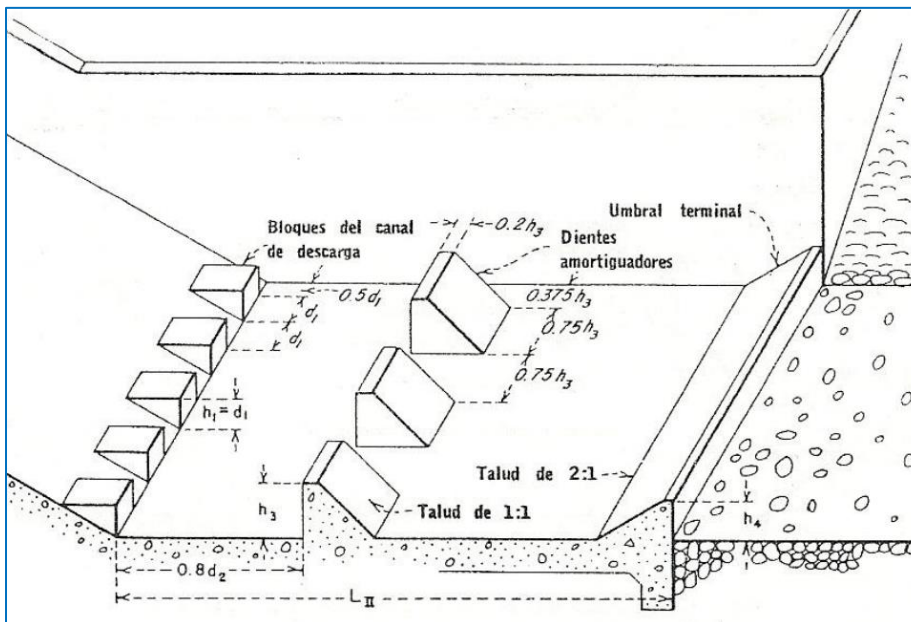 Umbral terminal
0.2h₃
Bloques del canal
de descarga
Dientes
amortiguadores
0.5d₁
d₁
d₁
0.375h₃
0.75h₃
0.75h₃
h₁=d₁
Talud de 2:1
h₃
Talud de 1:1
h₄
0.8d₂
L_II